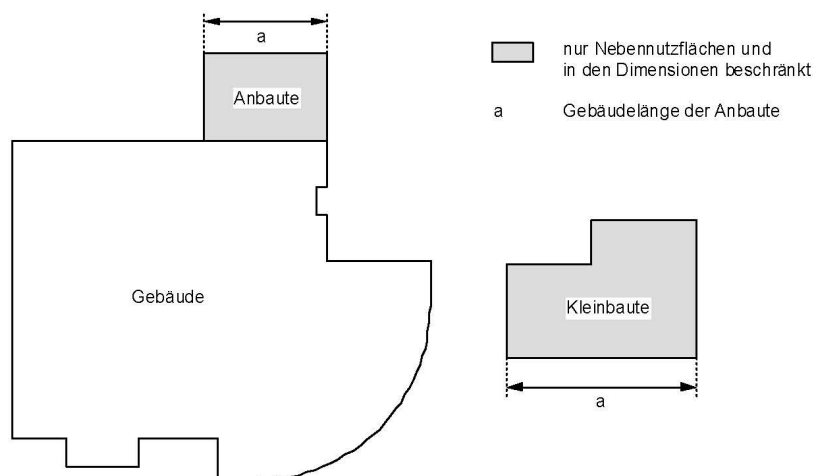 a
Anbaute
Gebäude
nur Nebennutzflächen und
in den Dimensionen beschränkt
a Gebäudelänge der Anbaute
Kleinbaute
a